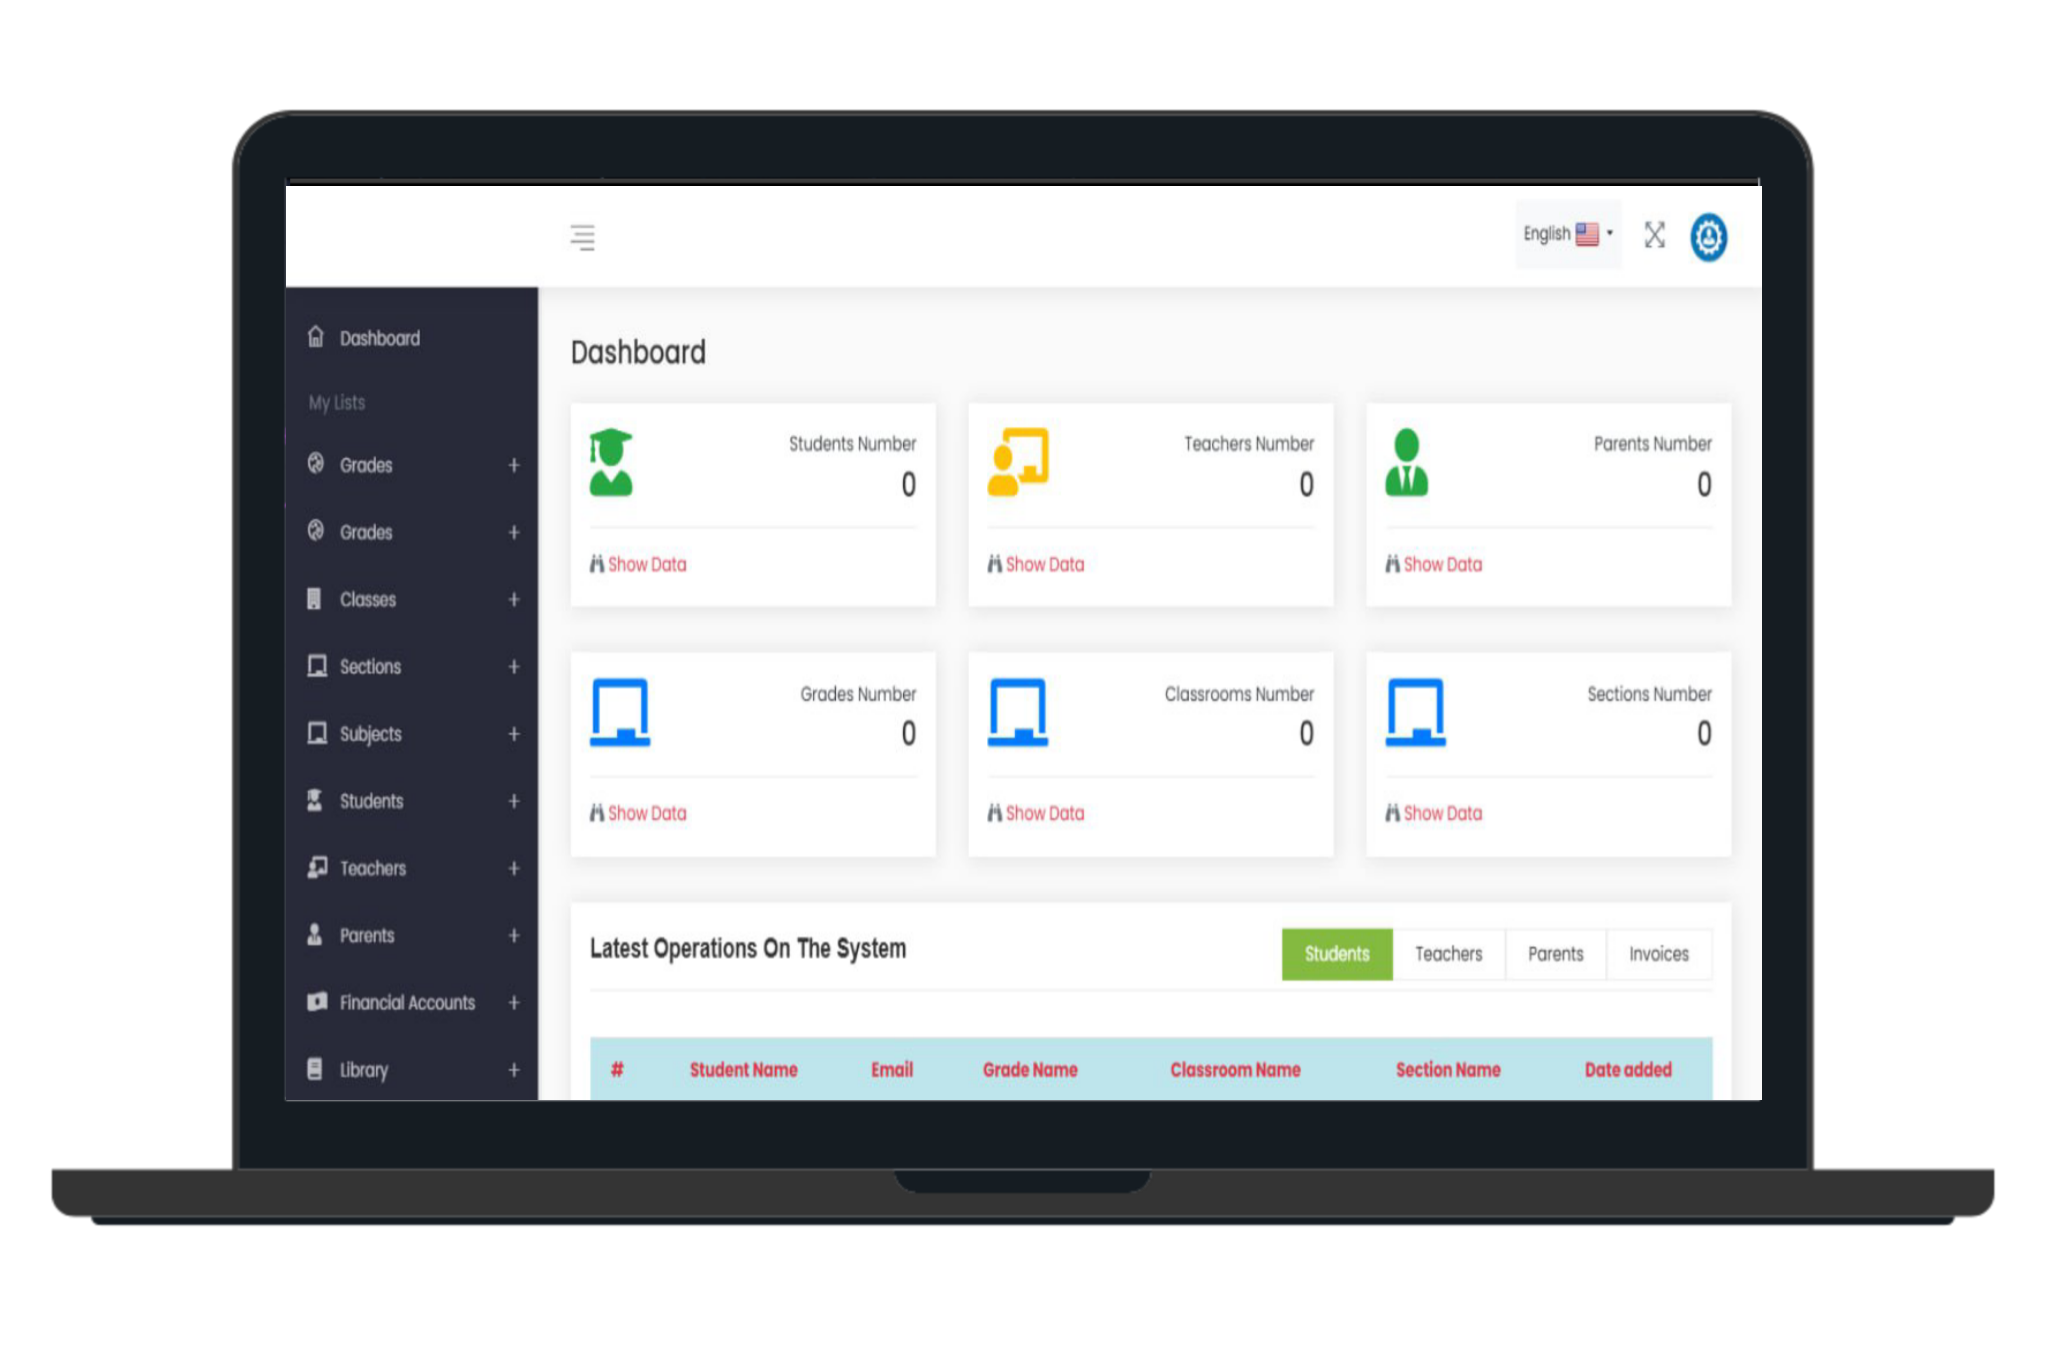 English
Dashboard
My Lists
Grades +
Grades +
Classes +
Sections +
Subjects +
Students +
Teachers +
Parents +
Financial Accounts +
Library +
Dashboard
Students Number
0
Show Data
Teachers Number
0
Show Data
Parents Number
0
Show Data
Grades Number
0
Show Data
Classrooms Number
0
Show Data
Sections Number
0
Show Data
Latest Operations On The System
Students Teachers Parents Invoices
# Student Name Email Grade Name Classroom Name Section Name Date added